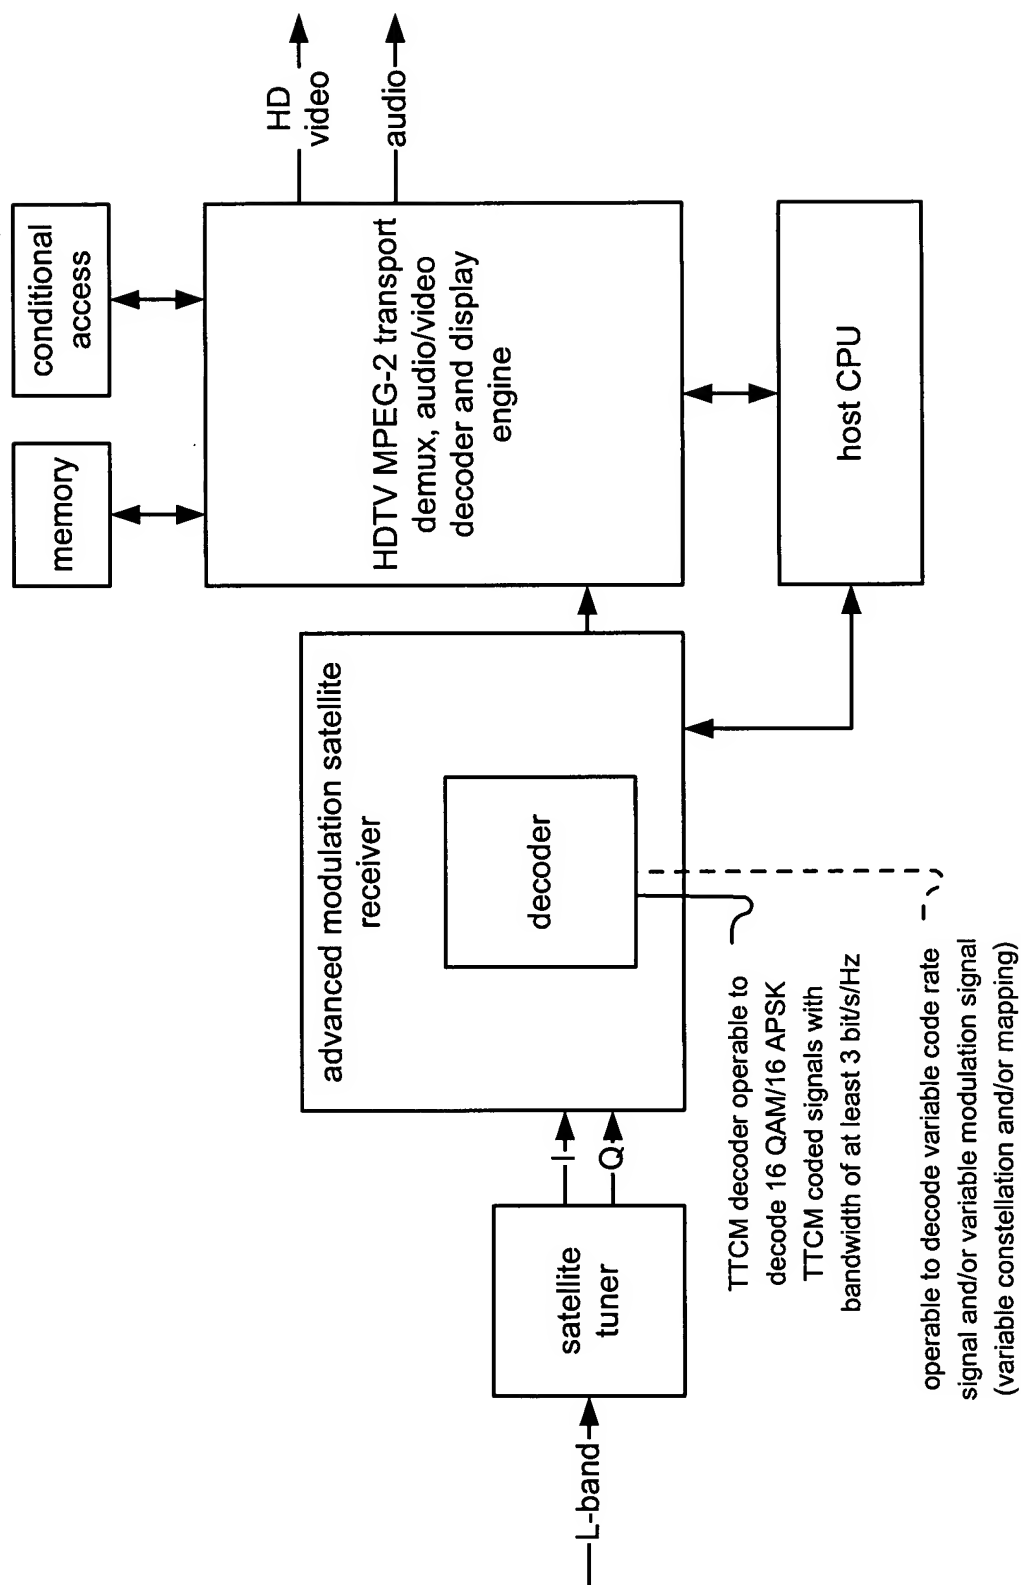 L-band
satellite
tuner
I
Q
advanced modulation satellite
receiver
decoder
TTCM decoder operable to
decode 16 QAM/16 APSK
TTCM coded signals with
bandwidth of at least 3 bit/s/Hz
operable to decode variable code rate
signal and/or variable modulation signal
(variable constellation and/or mapping)
memory
conditional
access
HDTV MPEG-2 transport
demux, audio/video
decoder and display
engine
host CPU
HD
video
audio